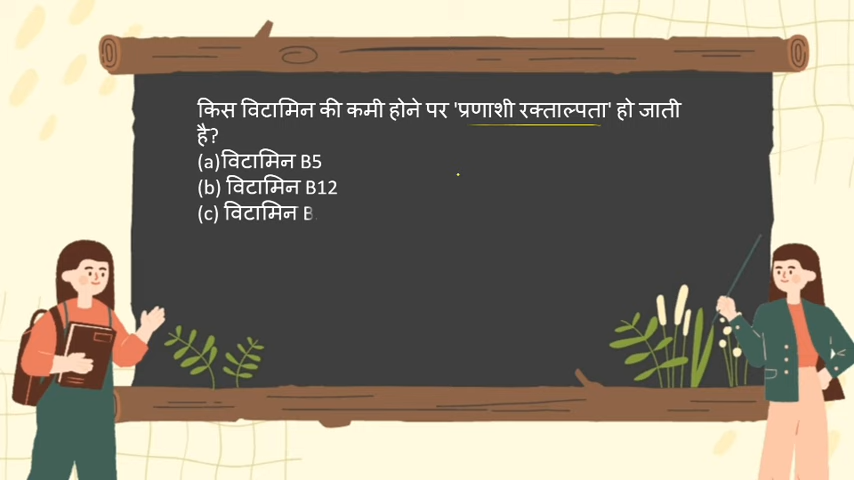 किस विटामिन की कमी होने पर 'प्रणाशी रक्ताल्पता' हो जाती
है?
(a)विटामिन B5
(b) विटामिन B12
(c) विटामिन B